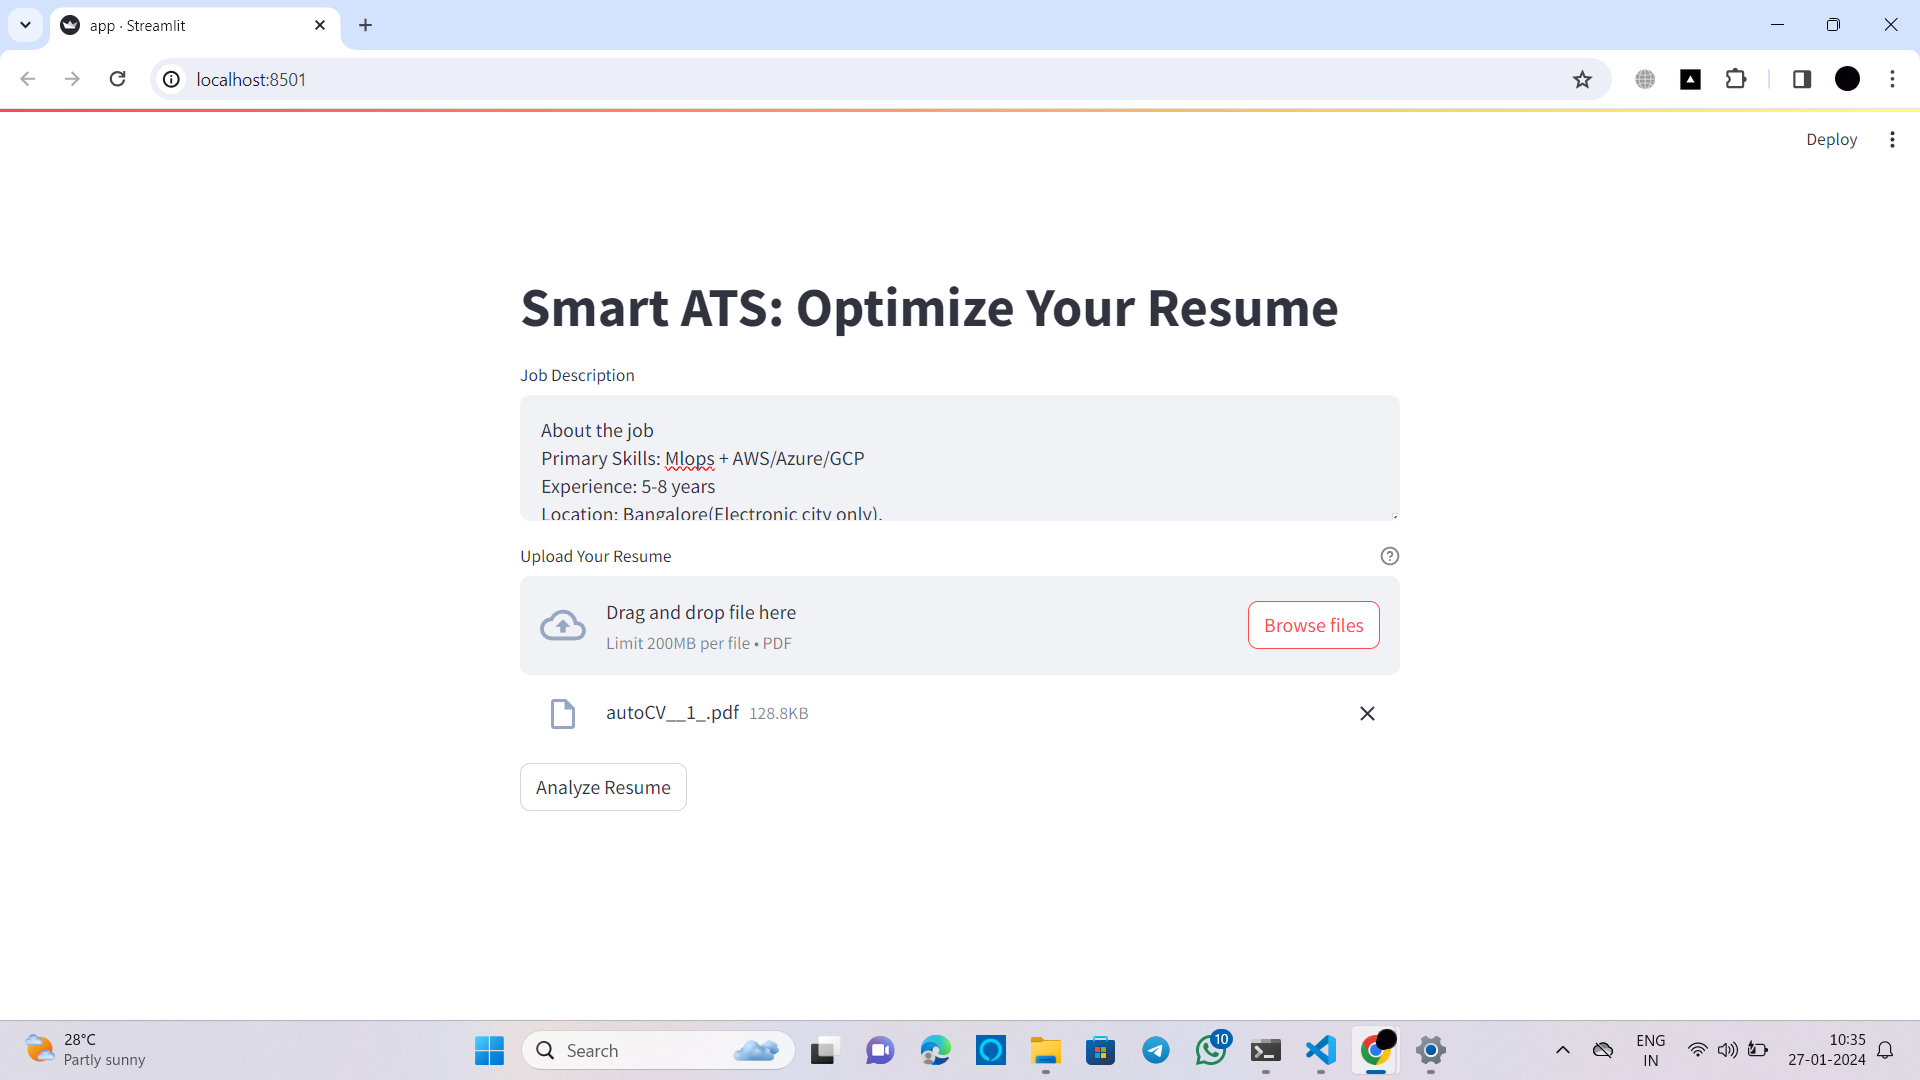 app · Streamlit
localhost:8501
Deploy
Smart ATS: Optimize Your Resume
Job Description
About the job
Primary Skills: Mlops + AWS/Azure/GCP
Experience: 5-8 years
Location: Bangalore(Electronic city only).
Upload Your Resume
Drag and drop file here
Limit 200MB per file • PDF
Browse files
autoCV__1_.pdf 128.8KB
Analyze Resume
28°C
Partly sunny
Search
10
ENG
IN
10:35
27-01-2024